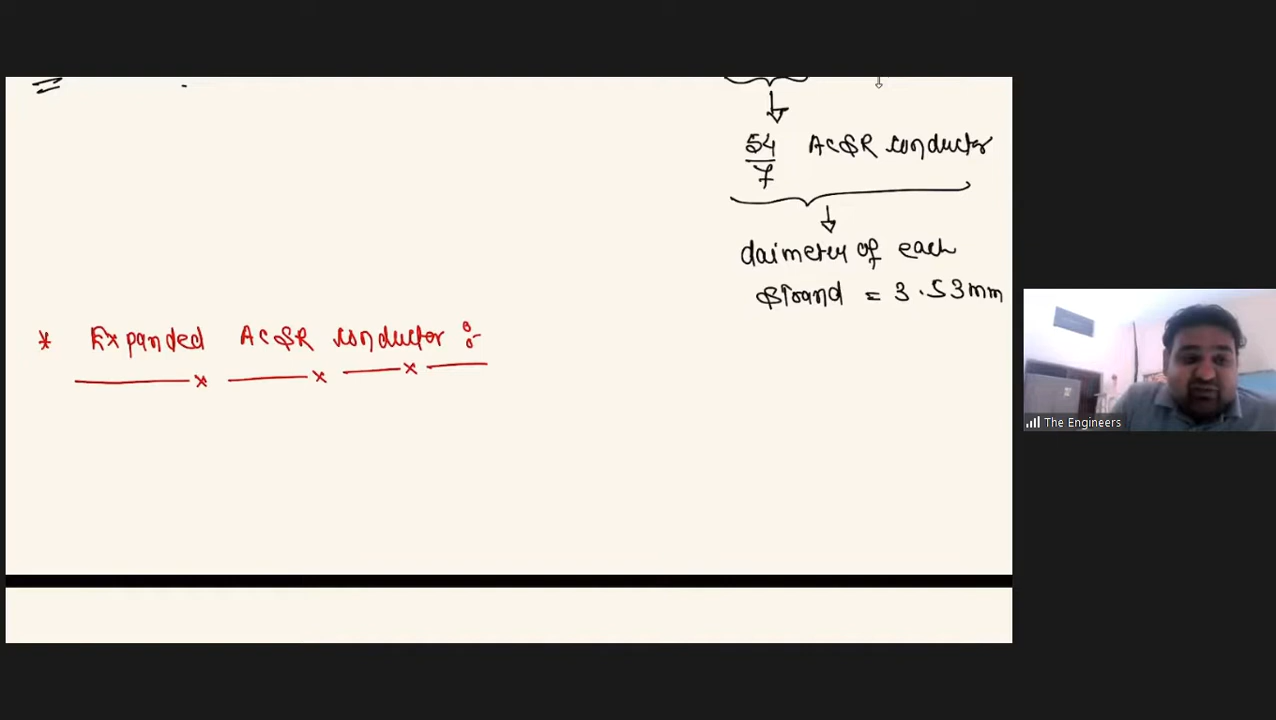 54
7
ACSR conductor
daimeter of each
strand = 3.53mm
* Expanded ACSR conductor :-
The Engineers